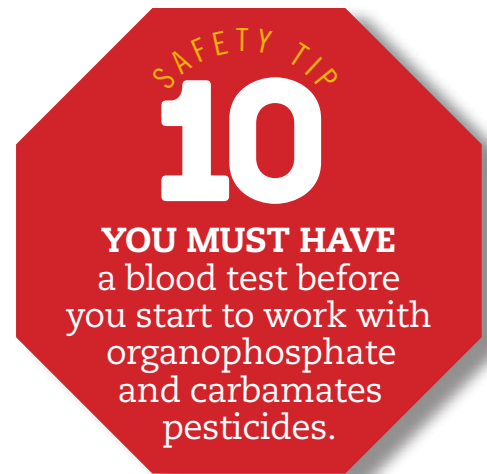 SAFETY TIP
10
YOU MUST HAVE
a blood test before
you start to work with
organophosphate
and carbamates
pesticides.